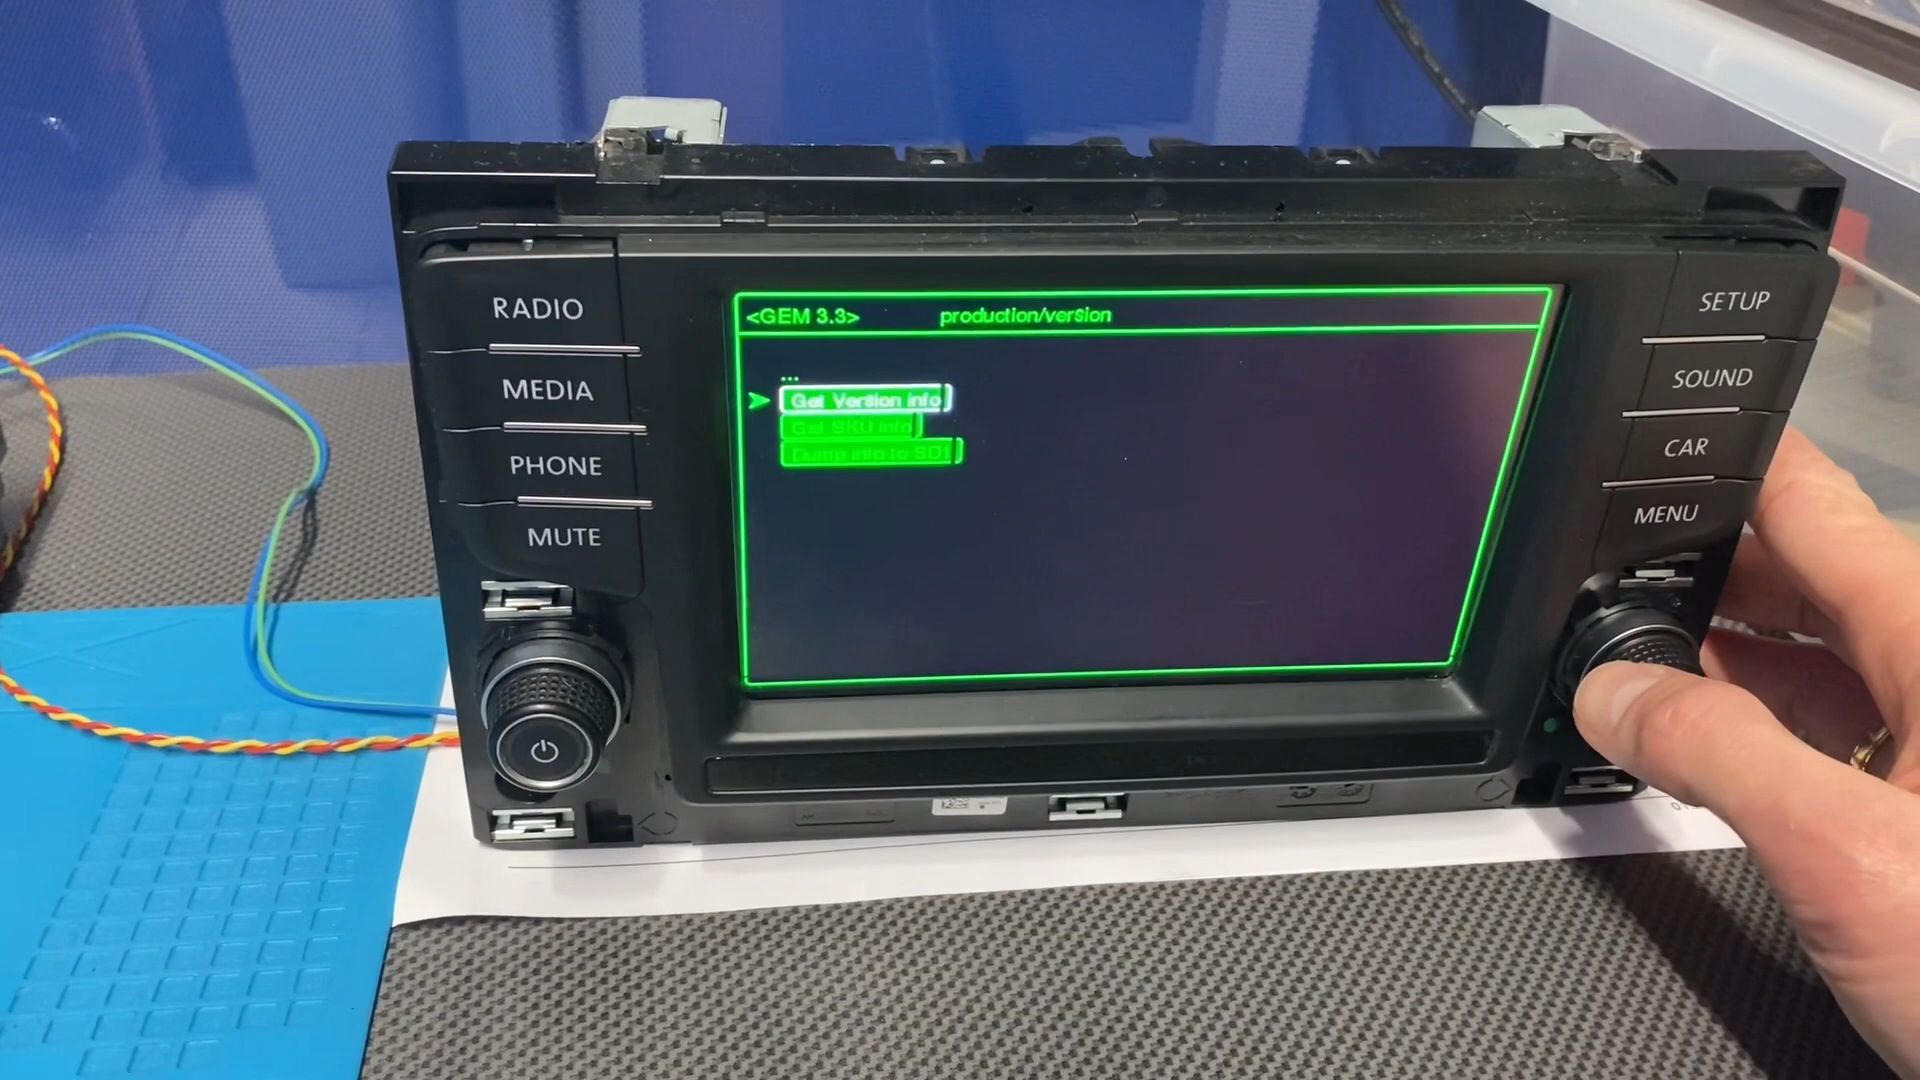 RADIO
MEDIA
PHONE
MUTE
<GEM 3.3> production/version
...
Get Version info
Get SKU info
Dump info to SD1
SETUP
SOUND
CAR
MENU